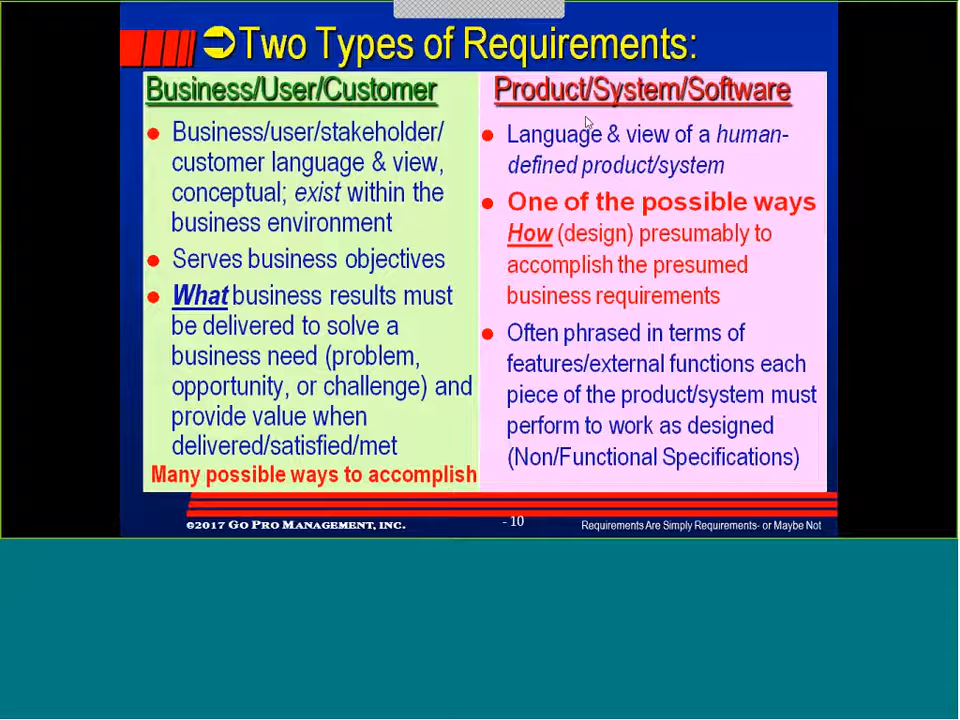 Two Types of Requirements:
Business/User/Customer
● Business/user/stakeholder/
customer language & view,
conceptual; exist within the
business environment
● Serves business objectives
● What business results must
be delivered to solve a
business need (problem,
opportunity, or challenge) and
provide value when
delivered/satisfied/met
Many possible ways to accomplish
Product/System/Software
● Language & view of a human-
defined product/system
● One of the possible ways
How (design) presumably to
accomplish the presumed
business requirements
● Often phrased in terms of
features/external functions each
piece of the product/system must
perform to work as designed
(Non/Functional Specifications)
©2017 GO PRO MANAGEMENT, INC.
- 10
Requirements Are Simply Requirements- or Maybe Not